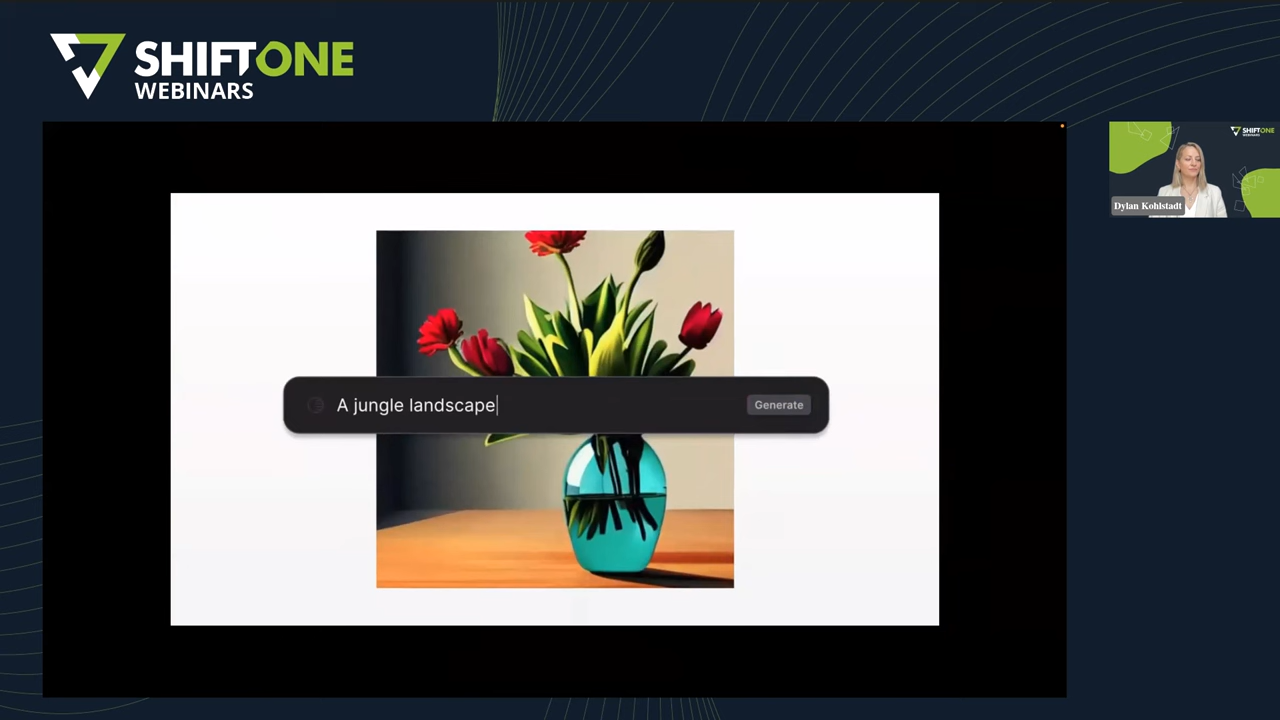 SHIFTONE
WEBINARS
SHIFTONE
WEBINARS
Dylan Kohlstadt
A jungle landscape
Generate